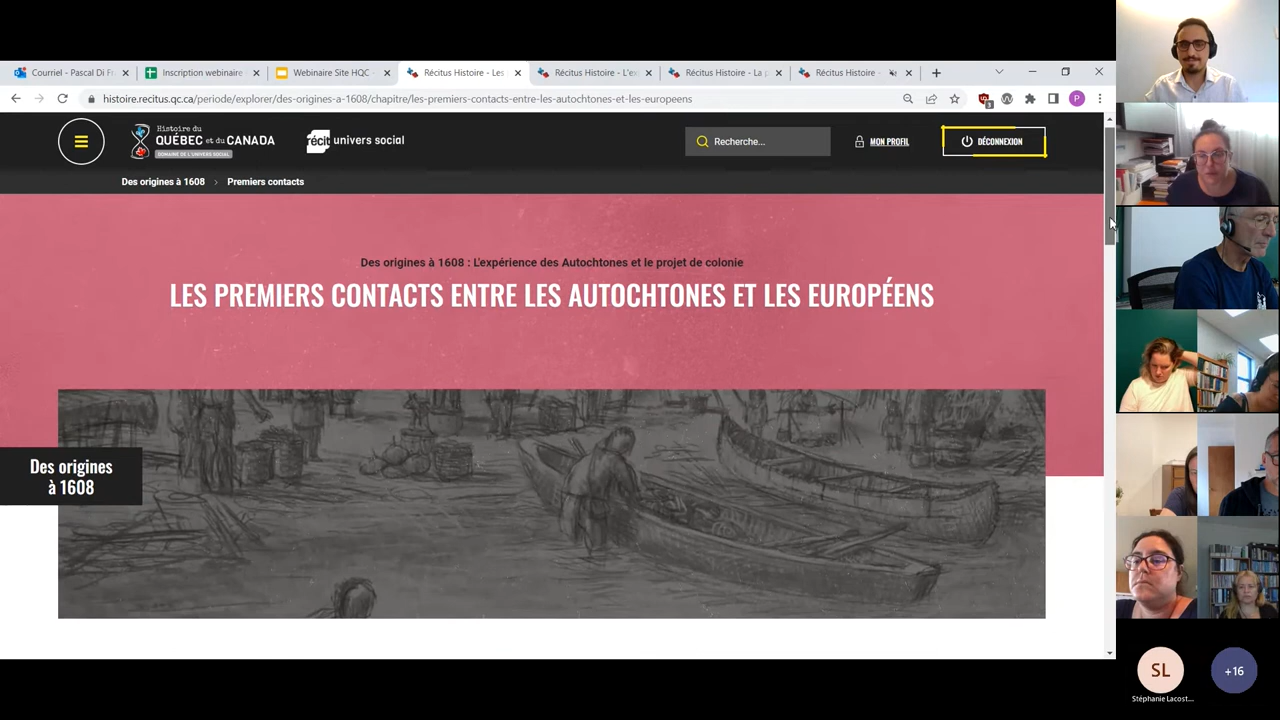 Courriel - Pascal Di Fr
Inscription webinaire
Webinaire Site HQC -
Récitus Histoire - Les
Récitus Histoire - L'ex
Récitus Histoire - La p
Récitus Histoire -
histoire.recitus.qc.ca/periode/explorer/des-origines-a-1608/chapitre/les-premiers-contacts-entre-les-autochtones-et-les-europeens
P
Histoire du
QUÉBEC et du CANADA
DOMAINE DE L'UNIVERS SOCIAL
récit univers social
Recherche...
MON PROFIL
DÉCONNEXION
Des origines à 1608 > Premiers contacts
Des origines à 1608 : L'expérience des Autochtones et le projet de colonie
LES PREMIERS CONTACTS ENTRE LES AUTOCHTONES ET LES EUROPÉENS
Des origines
à 1608
SL
+16
Stéphanie Lacost...